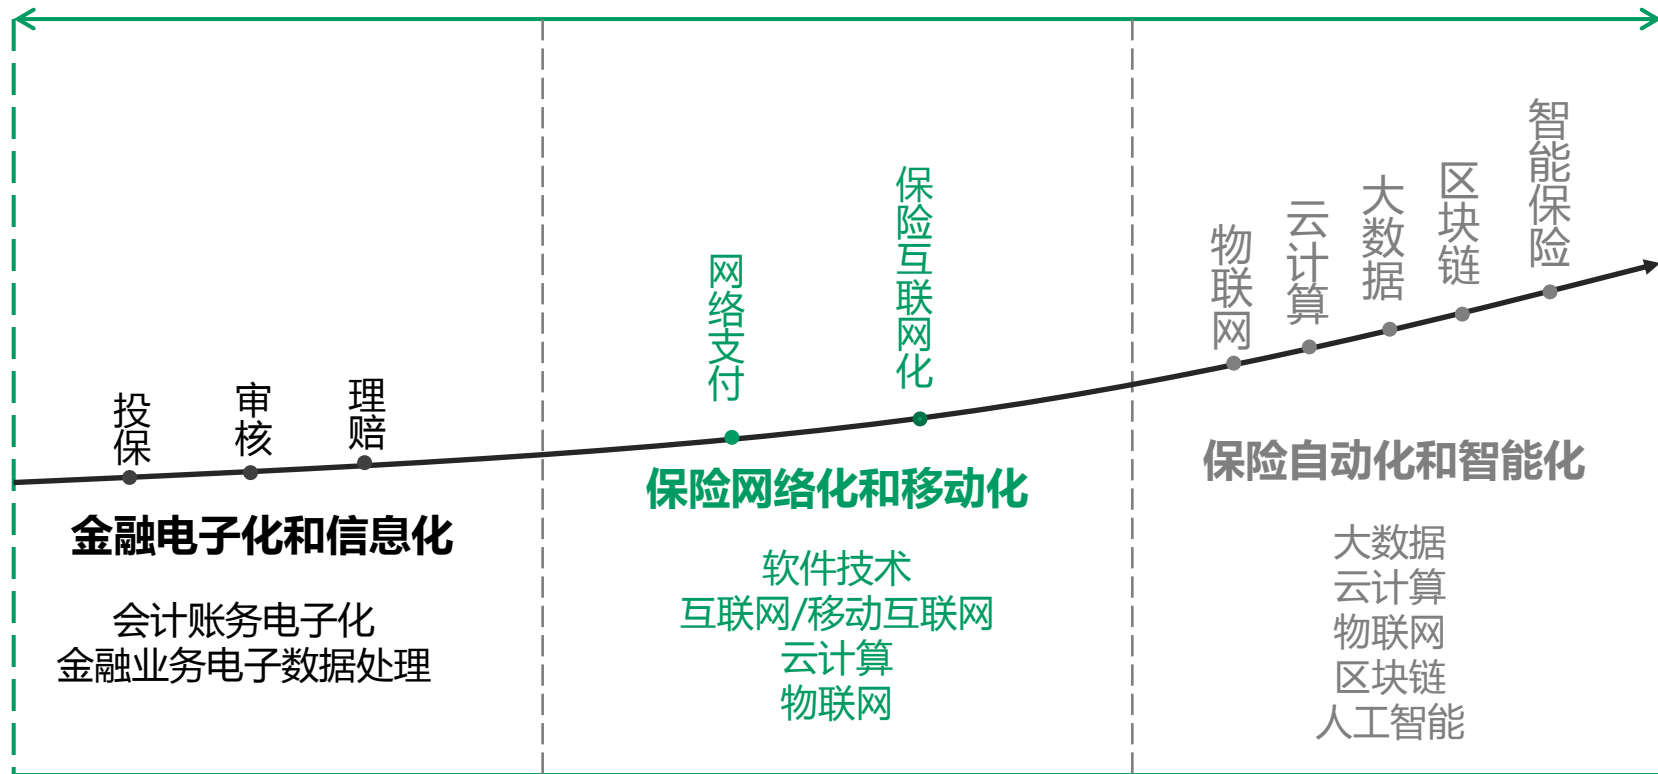 投保
审核
理赔
金融电子化和信息化
会计账务电子化
金融业务电子数据处理
网络支付
保险互联网化
保险网络化和移动化
软件技术
互联网/移动互联网
云计算
物联网
物联网
云计算
大数据
区块链
智能保险
保险自动化和智能化
大数据
云计算
物联网
区块链
人工智能